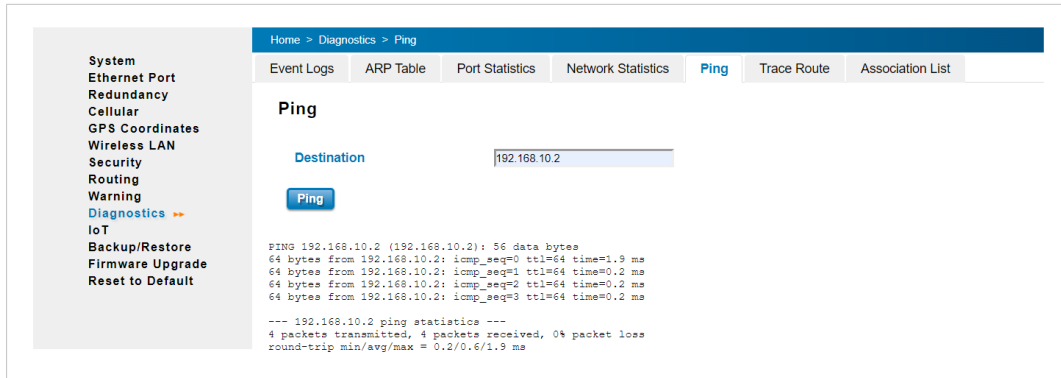 Home > Diagnostics > Ping
System
Ethernet Port
Redundancy
Cellular
GPS Coordinates
Wireless LAN
Security
Routing
Warning
Diagnostics
IoT
Backup/Restore
Firmware Upgrade
Reset to Default
Event Logs ARP Table Port Statistics Network Statistics Ping Trace Route Association List
Ping
Destination 192.168.10.2
Ping
PING 192.168.10.2 (192.168.10.2): 56 data bytes
64 bytes from 192.168.10.2: icmp_seq=0 ttl=64 time=1.9 ms
64 bytes from 192.168.10.2: icmp_seq=1 ttl=64 time=0.2 ms
64 bytes from 192.168.10.2: icmp_seq=2 ttl=64 time=0.2 ms
64 bytes from 192.168.10.2: icmp_seq=3 ttl=64 time=0.2 ms
--- 192.168.10.2 ping statistics ---
4 packets transmitted, 4 packets received, 0% packet loss
round-trip min/avg/max = 0.2/0.6/1.9 ms